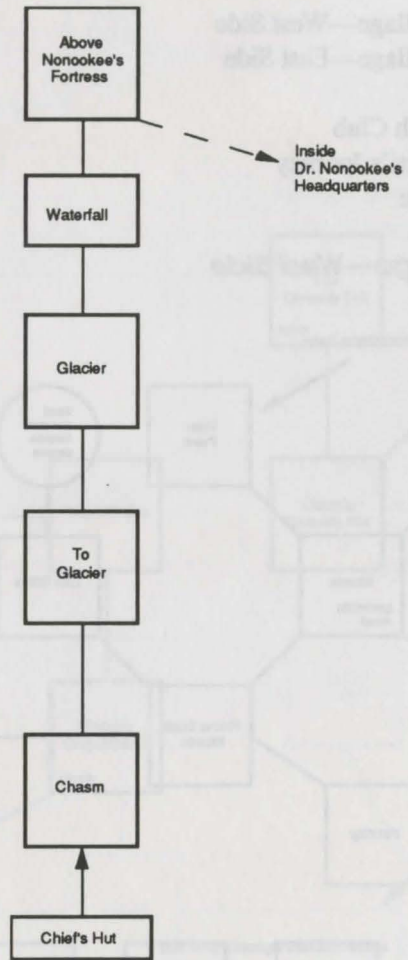 Above
Nonookee's
Fortress
Inside
Dr. Nonookee's
Headquarters
Waterfall
Glacier
To
Glacier
Chasm
Chief's Hut